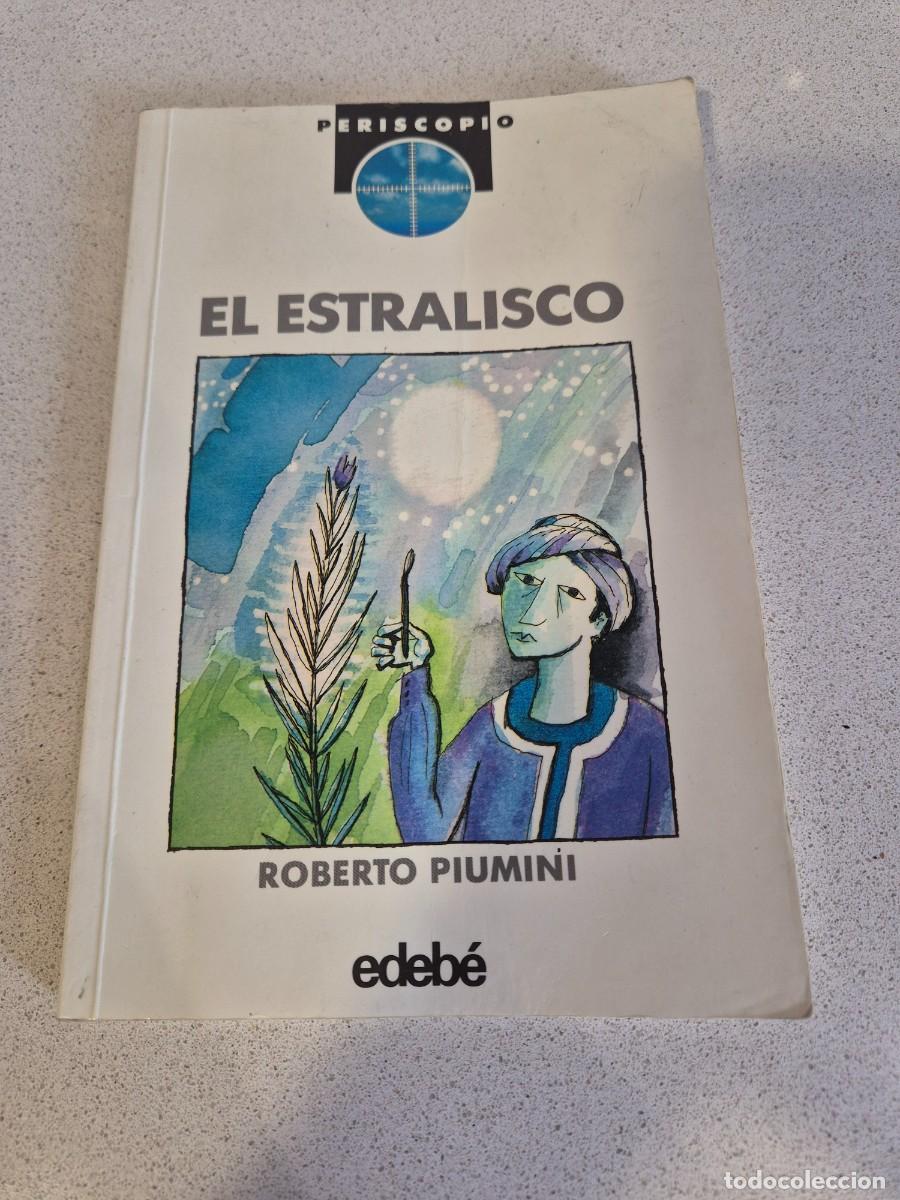 PERISCOPIO
EL ESTRALISCO
ROBERTO PIUMINI
edebé
todocoleccion